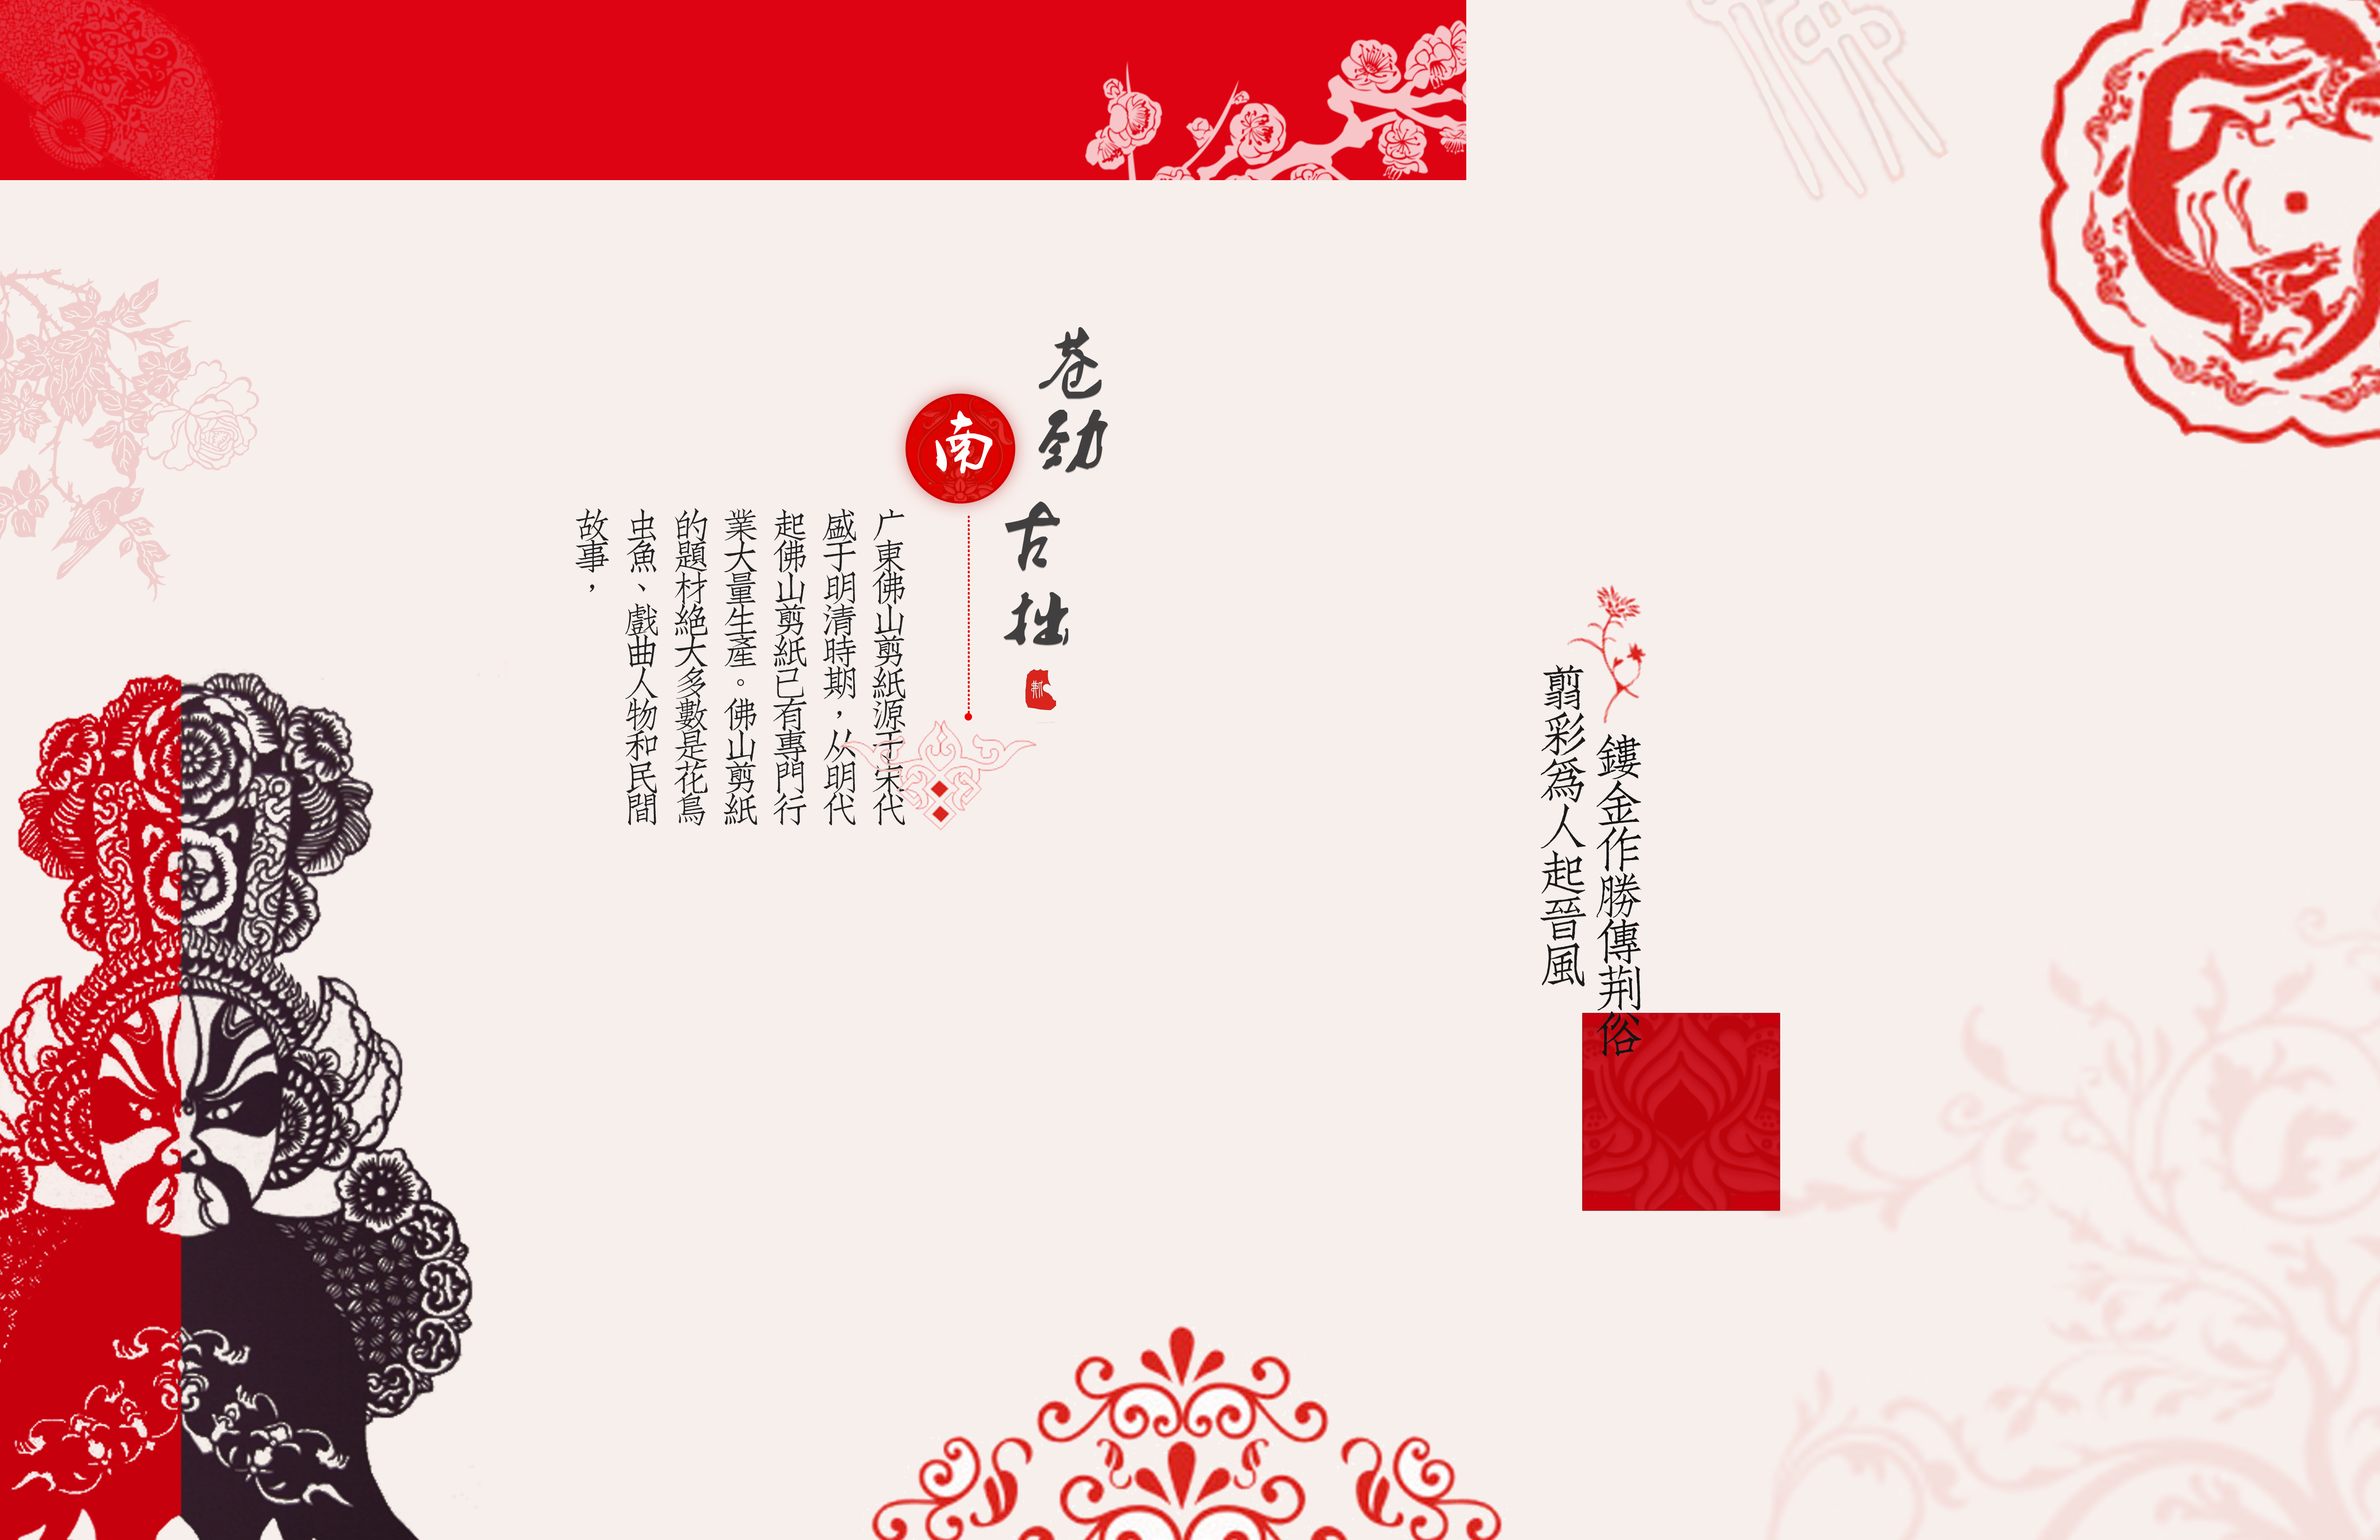 鏤金作勝傳荆俗
翦彩爲人起晉風
苍劲
古拙
南
广東佛山剪紙源于宋代
盛于明清時期，从明代
起佛山剪紙已有專門行
業大量生產。佛山剪紙
的題材絶大多數是花鳥
虫魚、戲曲人物和民間
故事，
佛